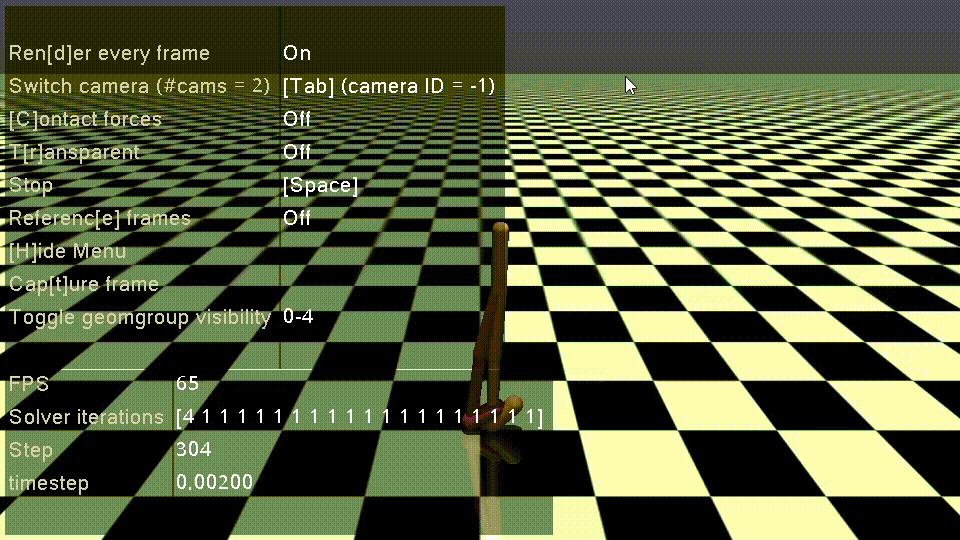 Ren[d]er every frame On
Switch camera (#cams = 2) [Tab] (camera ID = -1)
[C]ontact forces Off
T[r]ansparent Off
Stop [Space]
Referenc[e] frames Off
[H]ide Menu
Cap[t]ure frame
Toggle geomgroup visibility 0-4
FPS 65
Solver iterations [4 1 1 1 1 1 1 1 1 1 1 1 1 1 1 1 1 1 1 1]
Step 304
timestep 0.00200